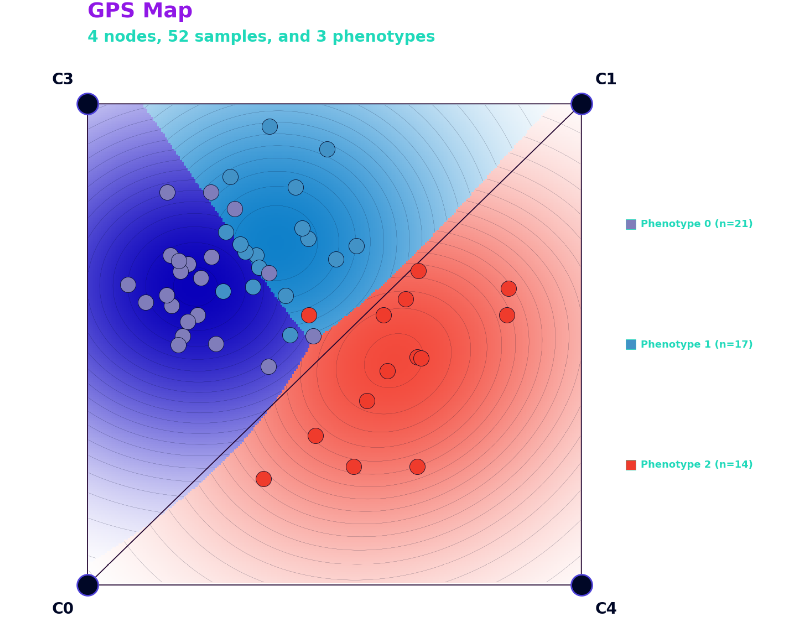 GPS Map
4 nodes, 52 samples, and 3 phenotypes
C3
C1
Phenotype 0 (n=21)
Phenotype 1 (n=17)
Phenotype 2 (n=14)
C0
C4